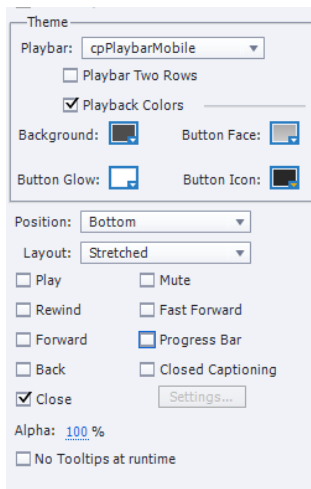 Theme
Playbar: cpPlaybarMobile
Playbar Two Rows
Playback Colors
Background: Button Face:
Button Glow: Button Icon:
Position: Bottom
Layout: Stretched
Play Mute
Rewind Fast Forward
Forward Progress Bar
Back Closed Captioning
Close Settings...
Alpha: 100 %
No Tooltips at runtime